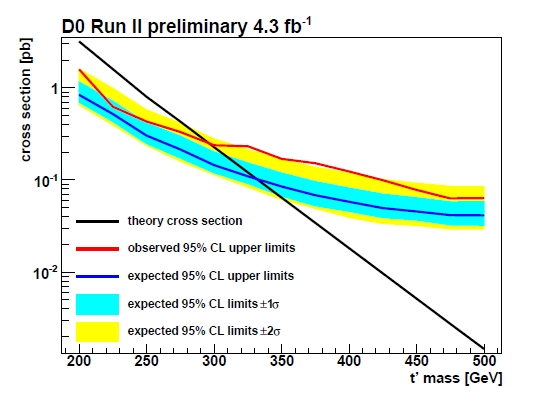 D0 Run II preliminary 4.3 fb⁻¹
cross section [pb]
1
10⁻¹
10⁻²
theory cross section
observed 95% CL upper limits
expected 95% CL upper limits
expected 95% CL limits ±1σ
expected 95% CL limits ±2σ
200 250 300 350 400 450 500
t' mass [GeV]